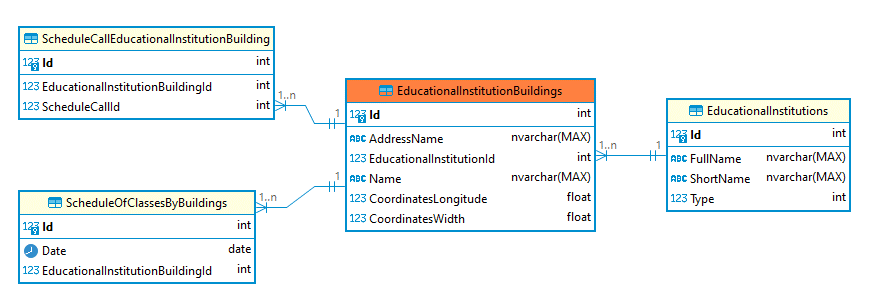 ScheduleCallEducationalInstitutionBuilding
123 Id int
123 EducationalInstitutionBuildingId int
123 ScheduleCallId int
1..n
1
EducationalInstitutionBuildings
123 Id int
ABC AddressName nvarchar(MAX)
123 EducationalInstitutionId int
ABC Name nvarchar(MAX)
123 CoordinatesLongitude float
123 CoordinatesWidth float
1..n
1
EducationalInstitutions
123 Id int
ABC FullName nvarchar(MAX)
ABC ShortName nvarchar(MAX)
123 Type int
1
1..n
ScheduleOfClassesByBuildings
123 Id int
Date date
123 EducationalInstitutionBuildingId int